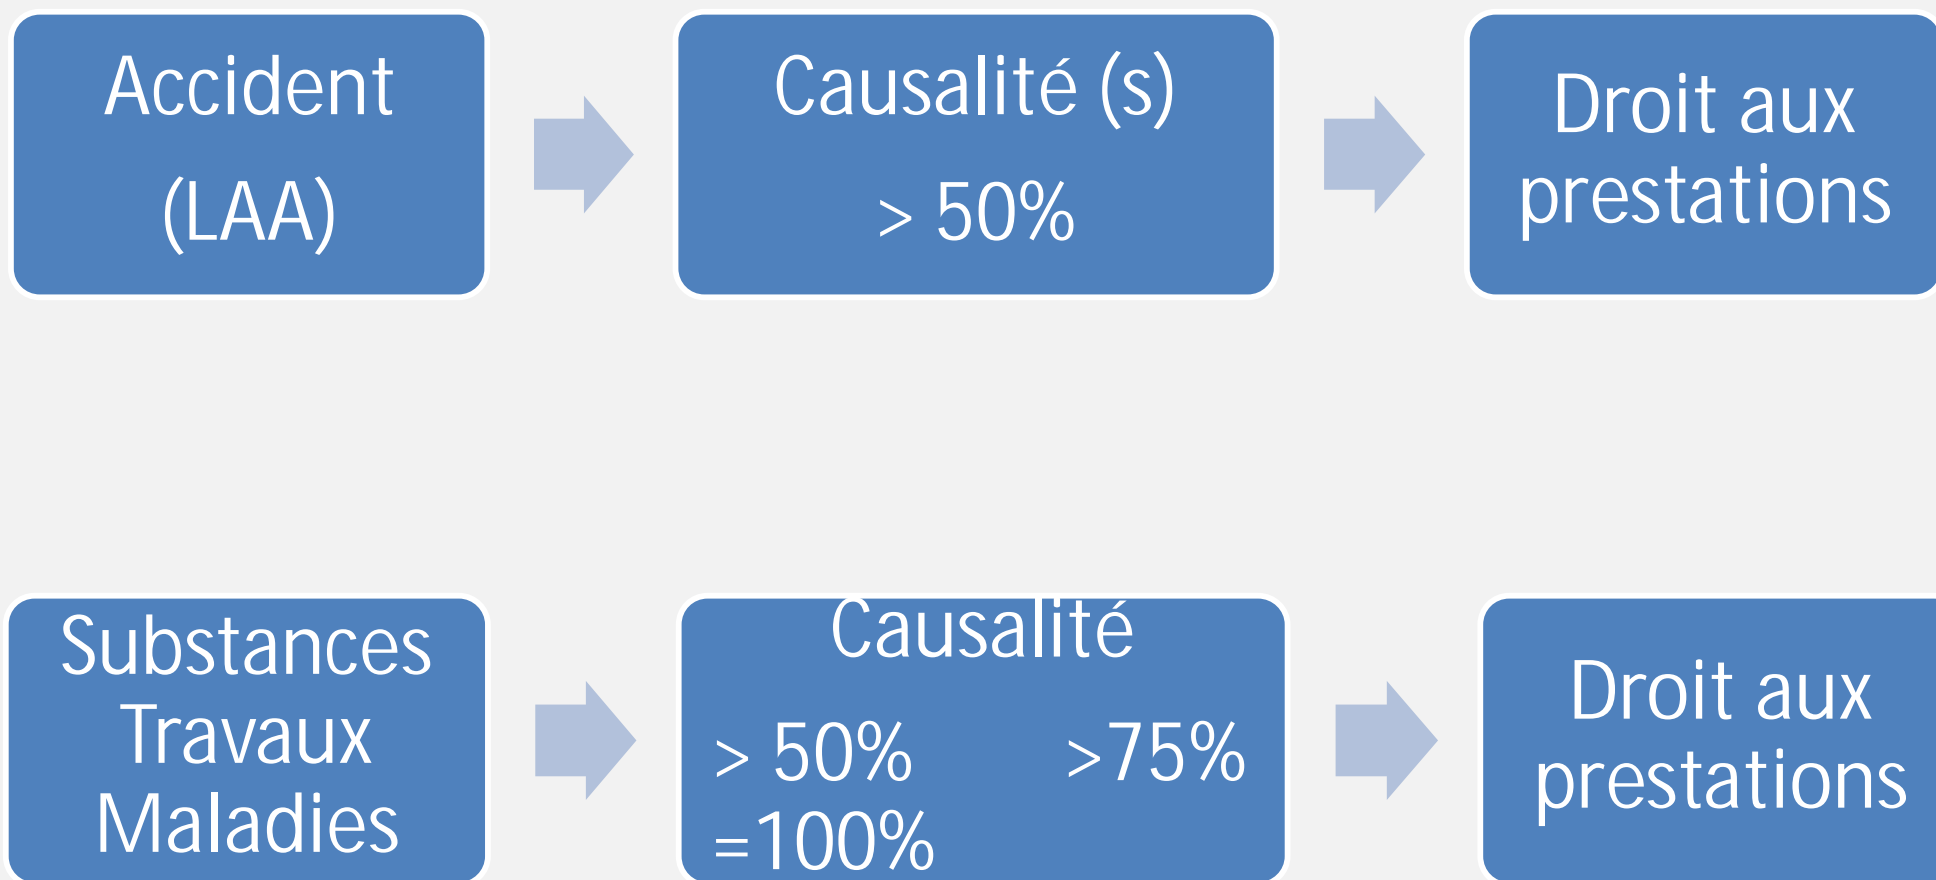 Accident
(LAA)
Causalité (s)
> 50%
Droit aux
prestations
Substances
Travaux
Maladies
Causalité
> 50% >75%
=100%
Droit aux
prestations